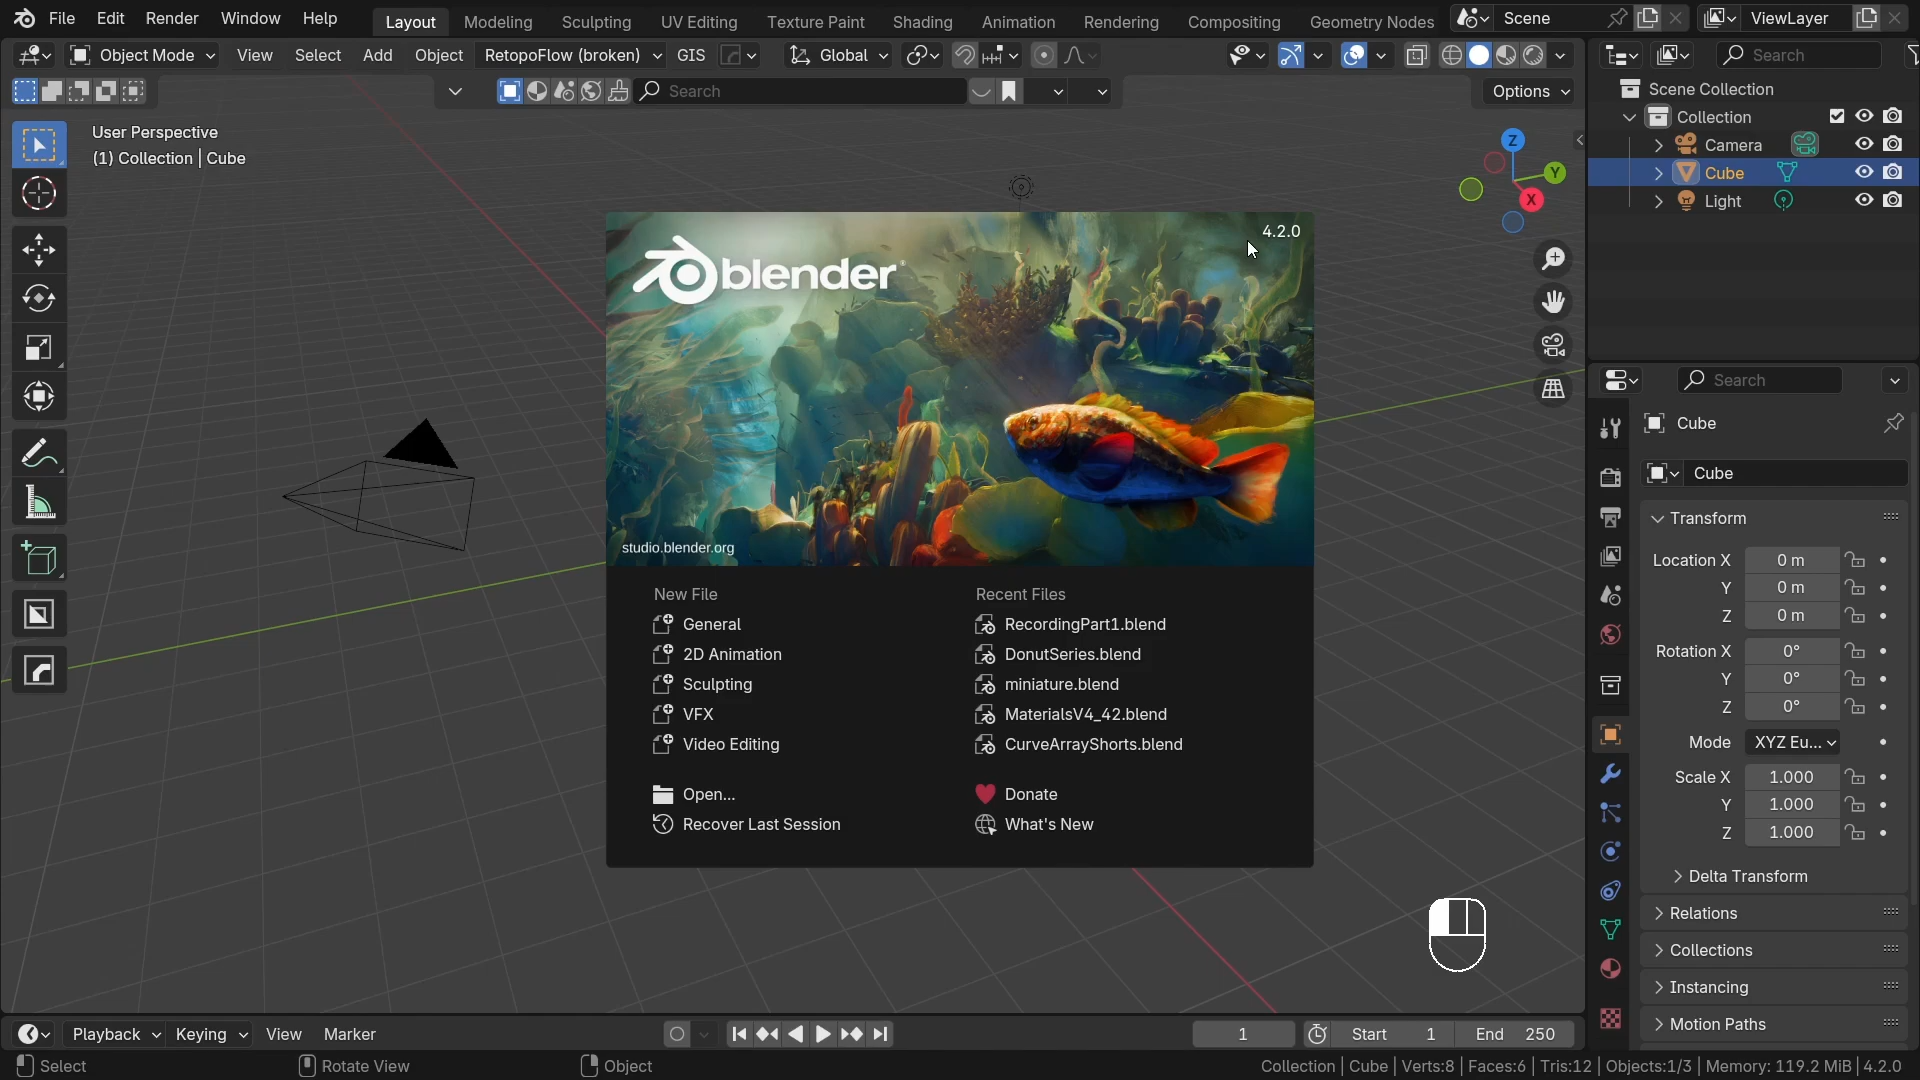 File Edit Render Window Help
Layout Modeling Sculpting UV Editing Texture Paint Shading Animation Rendering Compositing Geometry Nodes
Scene
ViewLayer
Object Mode View Select Add Object RetopoFlow (broken) GIS Global
Search
Search
Options
User Perspective
(1) Collection | Cube
Scene Collection
Collection
Camera
Cube
Light
Z
Y
X
4.2.0
blender
studio.blender.org
New File
General
2D Animation
Sculpting
VFX
Video Editing
Open...
Recover Last Session
Recent Files
RecordingPart1.blend
DonutSeries.blend
miniature.blend
MaterialsV4_42.blend
CurveArrayShorts.blend
Donate
What's New
Search
Cube
Cube
Transform
Location X 0 m
Y 0 m
Z 0 m
Rotation X 0°
Y 0°
Z 0°
Mode XYZ Eu...
Scale X 1.000
Y 1.000
Z 1.000
Delta Transform
Relations
Collections
Instancing
Motion Paths
Playback Keying View Marker
1
Start 1 End 250
Select Rotate View Object
Collection | Cube | Verts:8 | Faces:6 | Tris:12 | Objects:1/3 | Memory: 119.2 MiB | 4.2.0